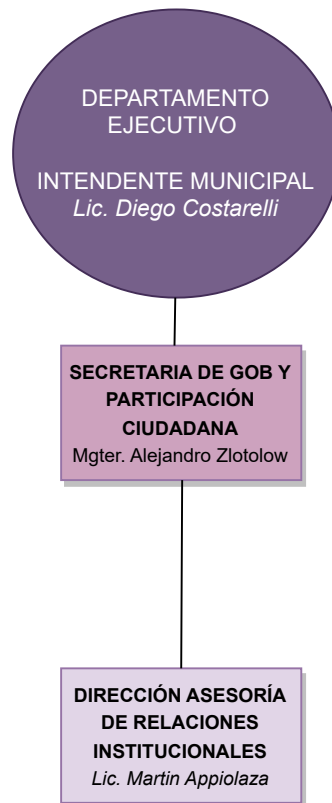 DEPARTAMENTO
EJECUTIVO
INTENDENTE MUNICIPAL
Lic. Diego Costarelli
SECRETARIA DE GOB Y
PARTICIPACIÓN
CIUDADANA
Mgter. Alejandro Zlotolow
DIRECCIÓN ASESORÍA
DE RELACIONES
INSTITUCIONALES
Lic. Martin Appiolaza